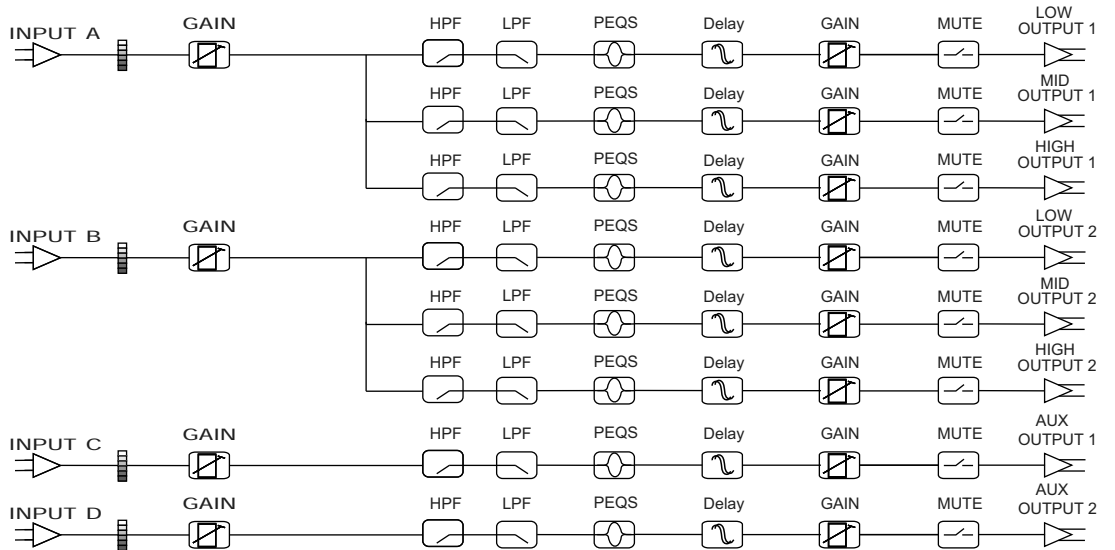 INPUT A
GAIN
HPF LPF PEQS Delay GAIN MUTE
LOW
OUTPUT 1
HPF LPF PEQS Delay GAIN MUTE
MID
OUTPUT 1
HPF LPF PEQS Delay GAIN MUTE
HIGH
OUTPUT 1
INPUT B
GAIN
HPF LPF PEQS Delay GAIN MUTE
LOW
OUTPUT 2
HPF LPF PEQS Delay GAIN MUTE
MID
OUTPUT 2
HPF LPF PEQS Delay GAIN MUTE
HIGH
OUTPUT 2
INPUT C
GAIN
HPF LPF PEQS Delay GAIN MUTE
AUX
OUTPUT 1
INPUT D
GAIN
HPF LPF PEQS Delay GAIN MUTE
AUX
OUTPUT 2